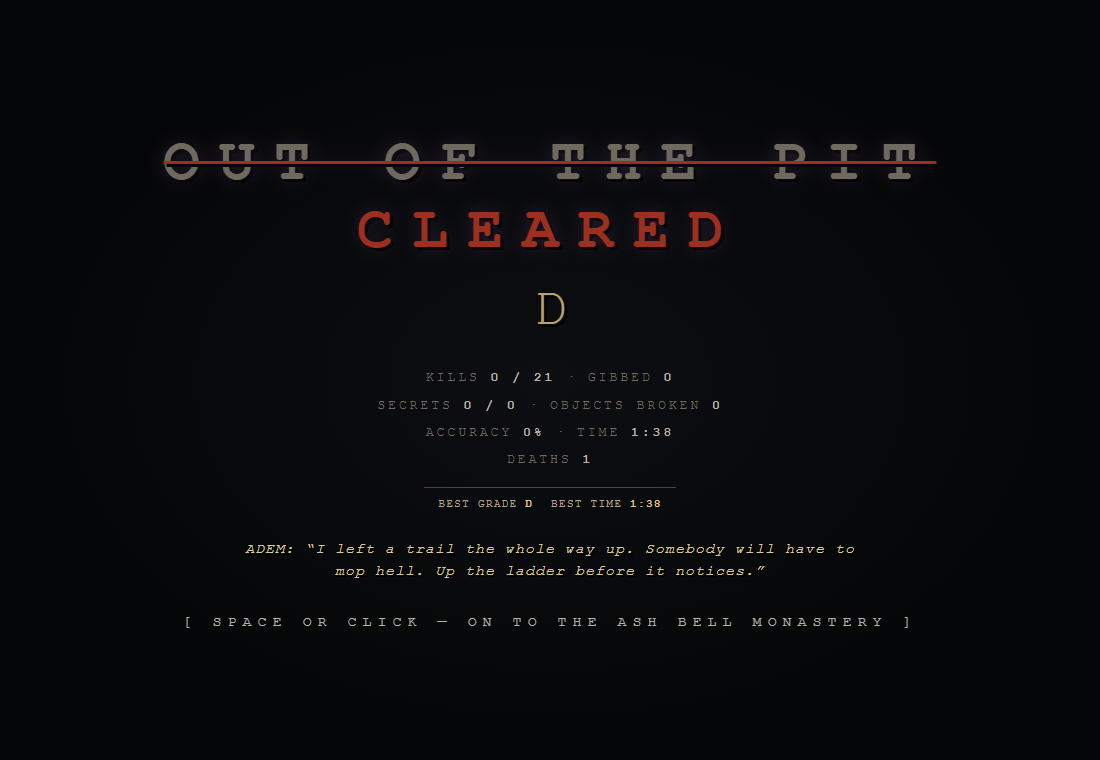 OUT OF THE PIT
CLEARED
D
KILLS 0 / 21 · GIBBED 0
SECRETS 0 / 0 · OBJECTS BROKEN 0
ACCURACY 0% · TIME 1:38
DEATHS 1
BEST GRADE D BEST TIME 1:38
ADEM: “I left a trail the whole way up. Somebody will have to
mop hell. Up the ladder before it notices.”
[ SPACE OR CLICK — ON TO THE ASH BELL MONASTERY ]